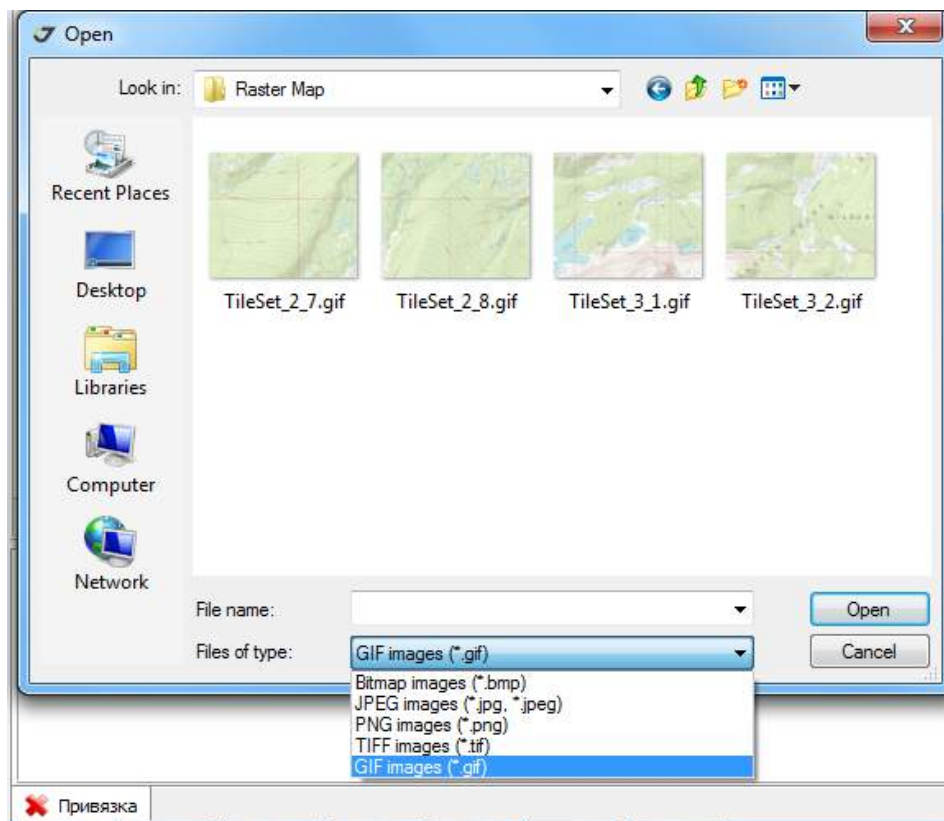 Open
Look in:
Raster Map
Recent Places
Desktop
Libraries
Computer
Network
TileSet_2_7.gif
TileSet_2_8.gif
TileSet_3_1.gif
TileSet_3_2.gif
File name:
Open
Files of type:
GIF images (*.gif)
Cancel
Bitmap images (*.bmp)
JPEG images (*.jpg, *.jpeg)
PNG images (*.png)
TIFF images (*.tif)
GIF images (*.gif)
Привязка